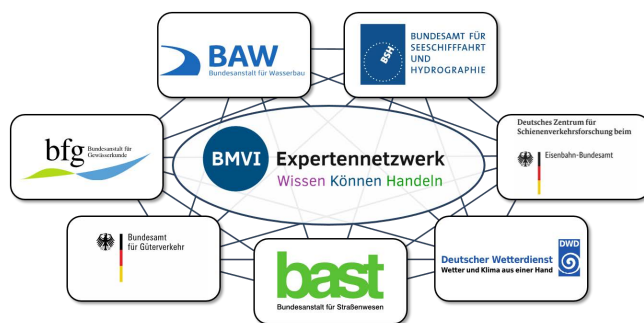 BAW
Bundesanstalt für Wasserbau
BSH
BUNDESAMT FÜR
SEESCHIFFFAHRT
UND
HYDROGRAPHIE
bfg
Bundesanstalt für
Gewässerkunde
BMVI Expertennetzwerk
Wissen Können Handeln
Deutsches Zentrum für
Schienenverkehrsforschung beim
Eisenbahn-Bundesamt
Bundesamt
für Güterverkehr
bast
Bundesanstalt für Straßenwesen
DWD
Deutscher Wetterdienst
Wetter und Klima aus einer Hand